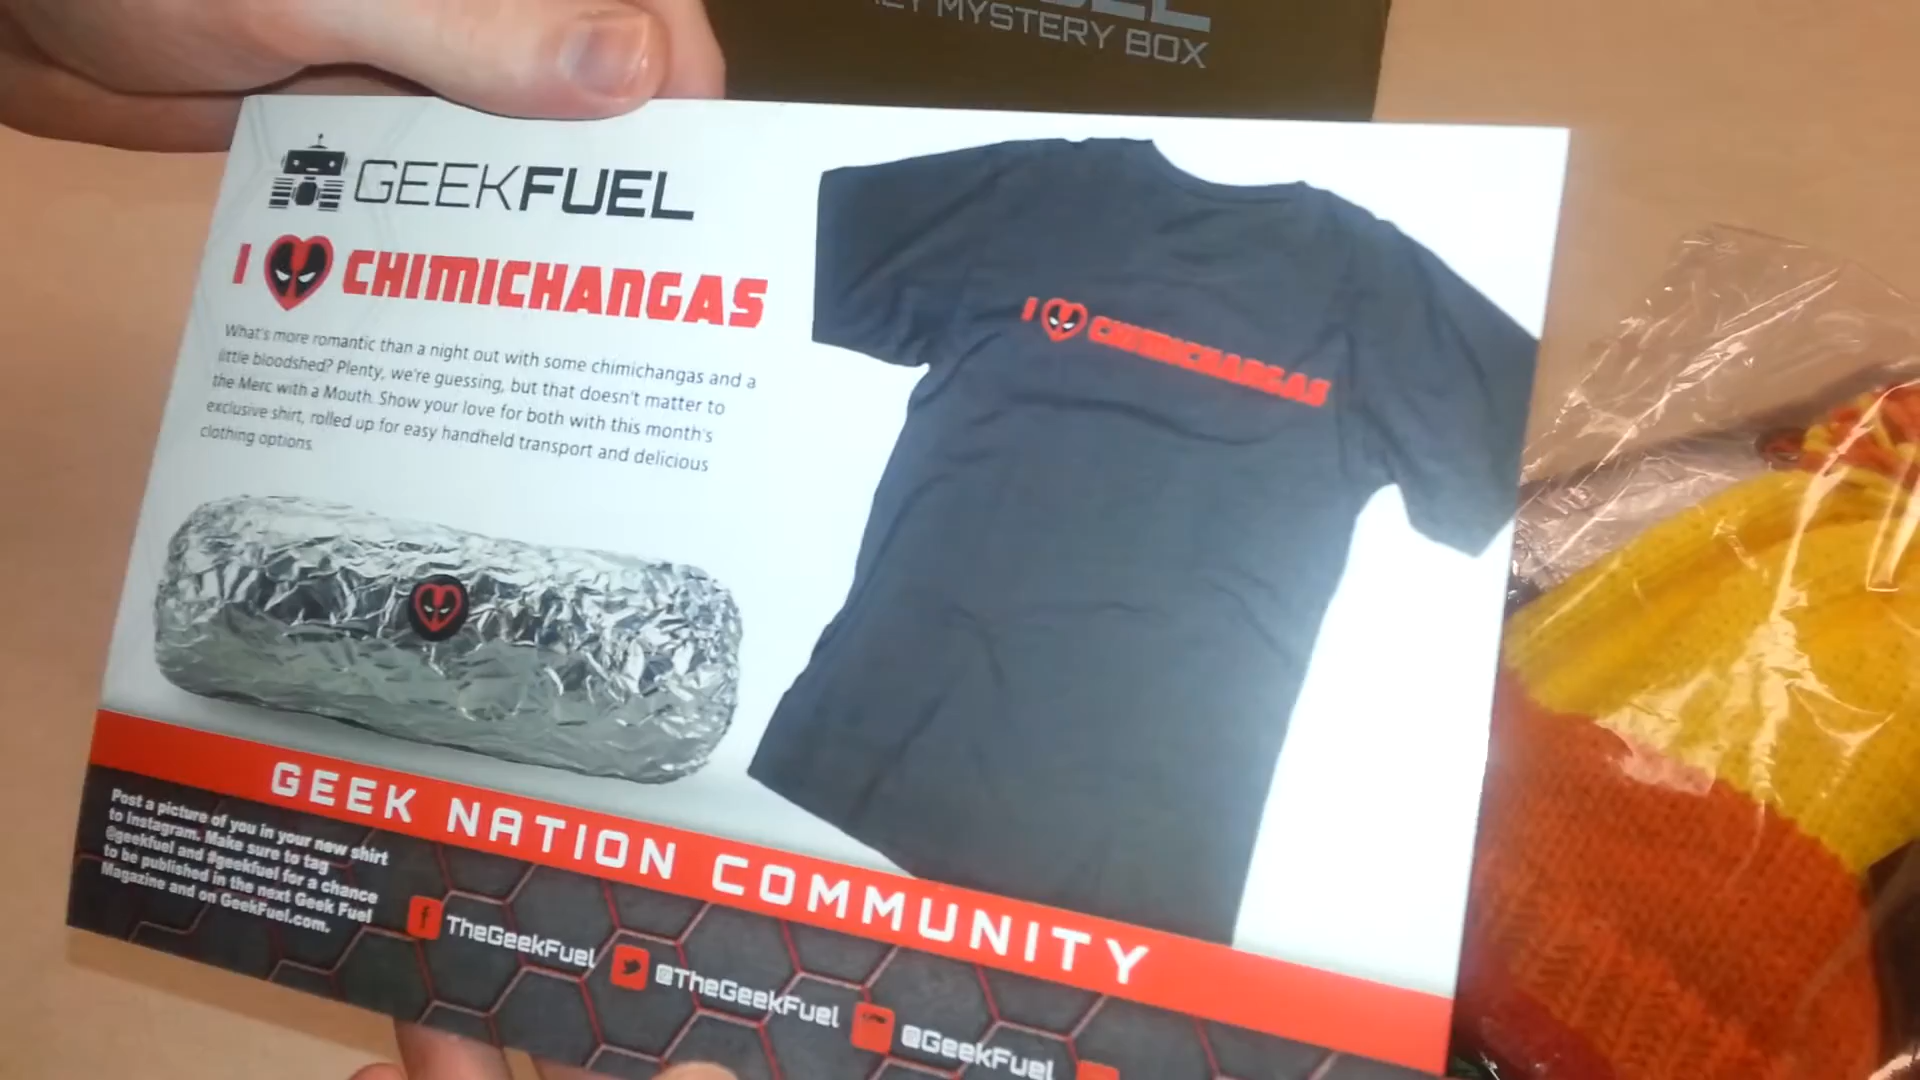 MYSTERY BOX
GEEKFUEL
I CHIMICHANGAS
What's more romantic than a night out with some chimichangas and a
little bloodshed? Plenty, we're guessing, but that doesn't matter to
the Merc with a Mouth. Show your love for both with this month's
exclusive shirt, rolled up for easy handheld transport and delicious
clothing options.
I CHIMICHANGAS
GEEK NATION COMMUNITY
Post a picture of you in your new shirt
to Instagram. Make sure to tag
@geekfuel and #geekfuel for a chance
to be published in the next Geek Fuel
Magazine and on GeekFuel.com.
TheGeekFuel
@TheGeekFuel
@GeekFuel